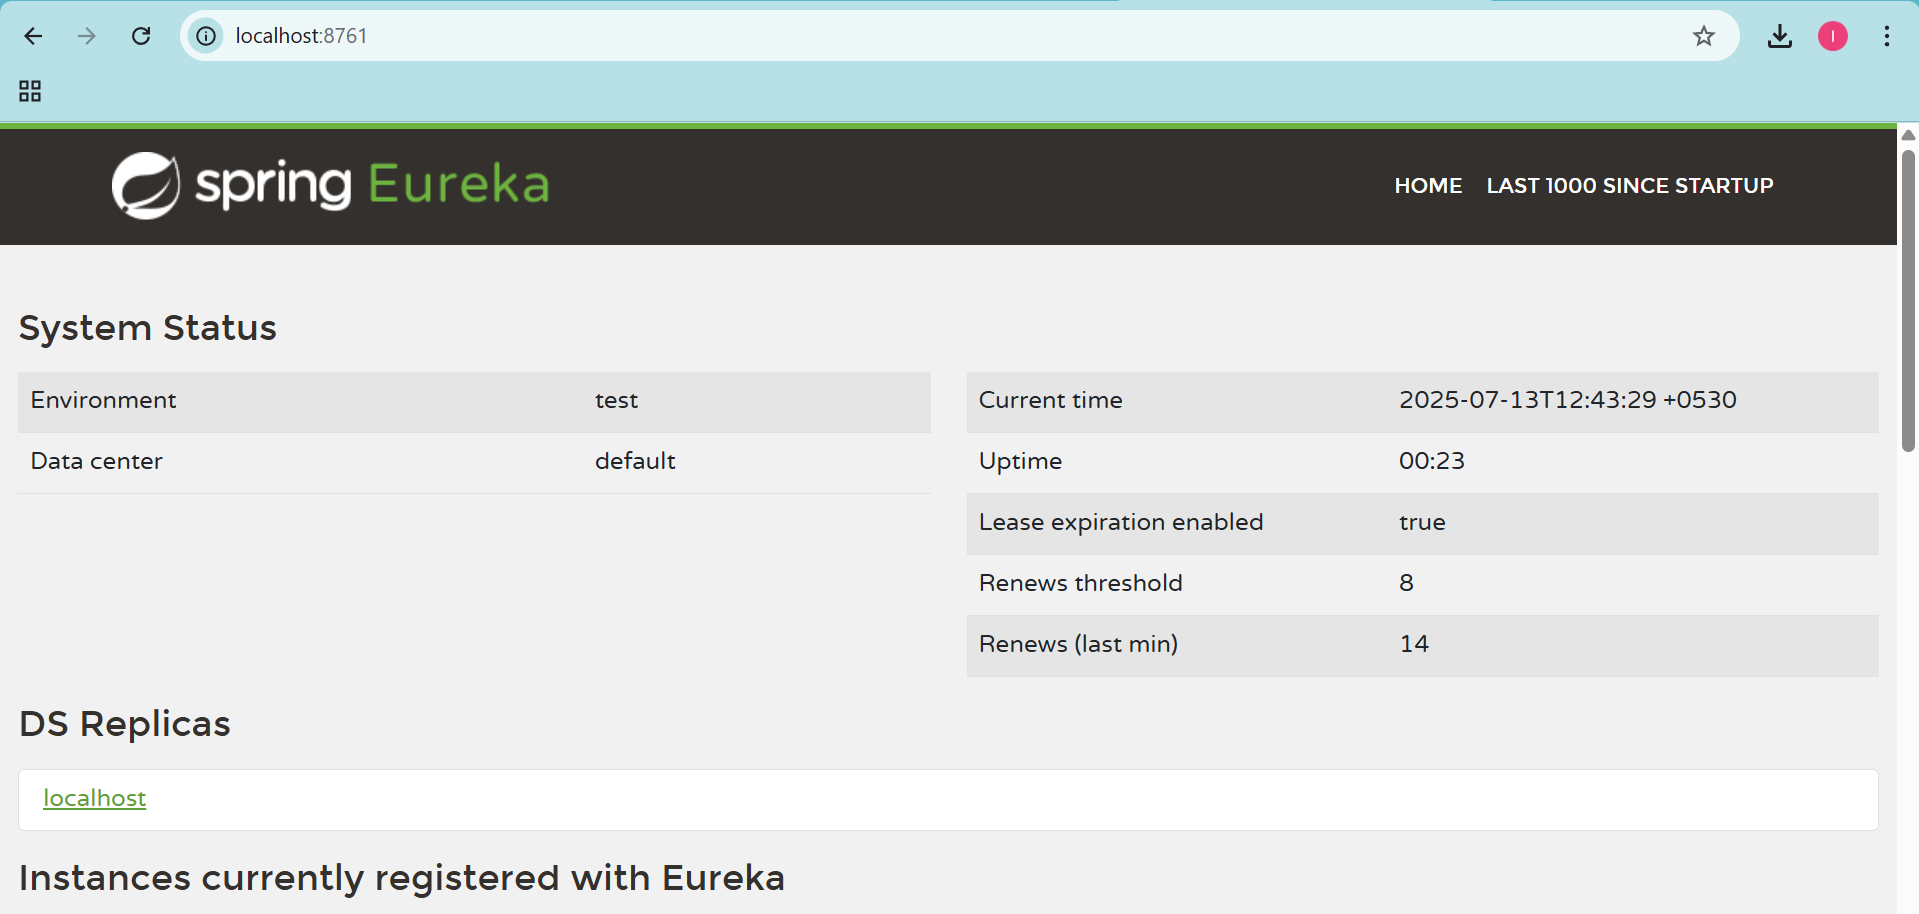 localhost:8761
I
spring Eureka
HOME LAST 1000 SINCE STARTUP
System Status
Environment test
Data center default
Current time 2025-07-13T12:43:29 +0530
Uptime 00:23
Lease expiration enabled true
Renews threshold 8
Renews (last min) 14
DS Replicas
localhost
Instances currently registered with Eureka